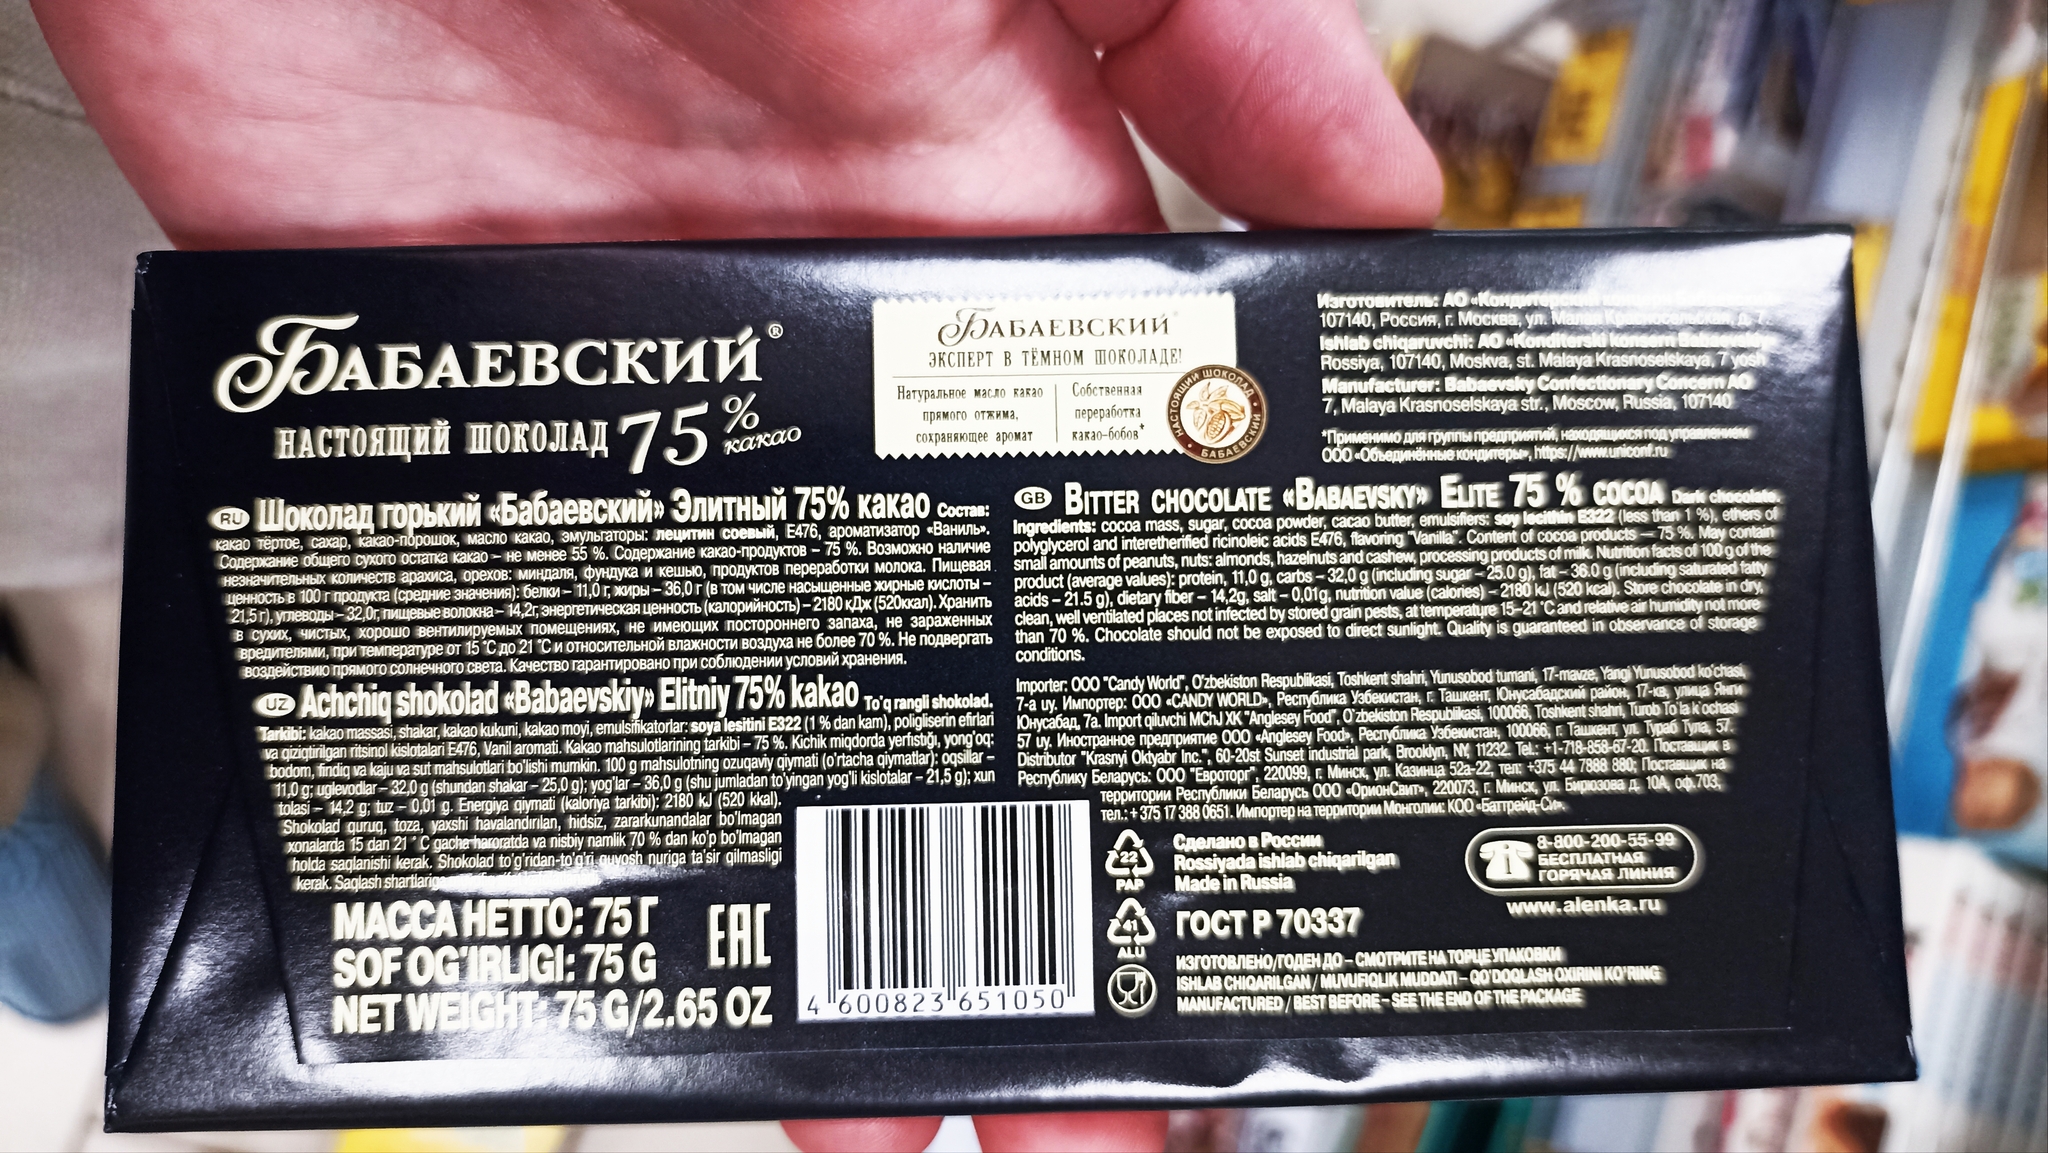 Бабаевский®
НАСТОЯЩИЙ ШОКОЛАД 75% какао
Бабаевский
ЭКСПЕРТ В ТЁМНОМ ШОКОЛАДЕ!
Натуральное масло какао
прямого отжима,
сохраняющее аромат
Собственная
переработка
какао-бобов*
НАСТОЯЩИЙ ШОКОЛАД • БАБАЕВСКИЙ •
Изготовитель: АО «Кондитерский концерн Бабаевский»
107140, Россия, г. Москва, ул. Малая Красносельская, д. 7.
Ishlab chiqaruvchi: АО «Konditerski konsern Babaevskiy»
Rossiya, 107140, Moskva, st. Malaya Krasnoselskaya, 7 yosh
Manufacturer: Babaevsky Confectionary Concern AO
7, Malaya Krasnoselskaya str., Moscow, Russia, 107140
*Применимо для группы предприятий, находящихся под управлением
ООО «Объединённые кондитеры», https://www.uniconf.ru
RU Шоколад горький «Бабаевский» Элитный 75% какао Состав:
какао тёртое, сахар, какао-порошок, масло какао, эмульгаторы: лецитин соевый, Е476, ароматизатор «Ваниль».
Содержание общего сухого остатка какао – не менее 55 %. Содержание какао-продуктов – 75 %. Возможно наличие
незначительных количеств арахиса, орехов: миндаля, фундука и кешью, продуктов переработки молока. Пищевая
ценность в 100 г продукта (средние значения): белки – 11,0 г, жиры – 36,0 г (в том числе насыщенные жирные кислоты –
21,5 г), углеводы – 32,0г, пищевые волокна – 14,2г, энергетическая ценность (калорийность) – 2180 кДж (520ккал). Хранить
в сухих, чистых, хорошо вентилируемых помещениях, не имеющих постороннего запаха, не зараженных
вредителями, при температуре от 15 °С до 21 °С и относительной влажности воздуха не более 70 %. Не подвергать
воздействию прямого солнечного света. Качество гарантировано при соблюдении условий хранения.
UZ Achchiq shokolad «Babaevskiy» Elitniy 75% kakao To'q rangli shokolad.
Tarkibi: kakao massasi, shakar, kakao kukuni, kakao moyi, emulsifikatorlar: soya lesitini E322 (1 % dan kam), poligliserin efirlari
va qiziqtirilgan ritsinol kislotalari E476, Vanil aromati. Kakao mahsulotlarining tarkibi – 75 %. Kichik miqdorda yerfıstig̃i, yong'oq:
bodom, findiq va kaju va sut mahsulotlari bo'lishi mumkin. 100 g mahsulotning ozuqaviy qiymati (o'rtacha qiymatlar): oqsillar –
11,0 g; uglevodlar – 32,0 g (shundan shakar – 25,0 g); yog'lar – 36,0 g (shu jumladan to'yingan yog'li kislotalar – 21,5 g); xun
tolasi – 14,2 g; tuz – 0,01 g. Energiya qiymati (kaloriya tarkibi): 2180 kJ (520 kkal).
Shokolad quruq, toza, yaxshi havalandırılan, hidsiz, zararkunandalar bo'lmagan
xonalarda 15 dan 21 °C gacha haroratda va nisbiy namlik 70 % dan ko'p bo'lmagan
holda saqlanishi kerak. Shokolad to'g'ridan-to'g'ri quyosh nuriga ta'sir qilmasligi
kerak. Saqlash shartlariga
МАССА НЕТТО: 75 Г
SOF OG'IRLIGI: 75 G
NET WEIGHT: 75 G/2.65 OZ
EAC
4 600823 651050
GB BITTER CHOCOLATE «BABAEVSKY» ELITE 75 % COCOA Dark chocolate.
Ingredients: cocoa mass, sugar, cocoa powder, cacao butter, emulsifiers: soy lecithin E322 (less than 1 %), ethers of
polyglycerol and interetherified ricinoleic acids E476, flavoring "Vanilla". Content of cocoa products — 75 %. May contain
small amounts of peanuts, nuts: almonds, hazelnuts and cashew, processing products of milk. Nutrition facts of 100 g of the
product (average values): protein, 11,0 g, carbs – 32,0 g (including sugar – 25.0 g), fat – 36.0 g (including saturated fatty
acids – 21.5 g), dietary fiber – 14,2g, salt – 0,01g, nutrition value (calories) – 2180 kJ (520 kcal). Store chocolate in dry,
clean, well ventilated places not infected by stored grain pests, at temperature 15–21 °C and relative air humidity not more
than 70 %. Chocolate should not be exposed to direct sunlight. Quality is guaranteed in observance of storage
conditions.
Importer: ООО "Candy World", O'zbekiston Respublikasi, Toshkent shahri, Yunusobod tumani, 17-mavze, Yangi Yunusobod ko'chasi,
7-a uy. Импортер: ООО «CANDY WORLD», Республика Узбекистан, г. Ташкент, Юнусабадский район, 17-кв, улица Янги
Юнусабад, 7а. Import qiluvchi MChJ XK "Anglesey Food", O'zbekiston Respublikasi, 100066, Toshkent shahri, Turob To'la k'ochasi
57 uy. Иностранное предприятие ООО «Anglesey Food», Республика Узбекистан, 100066, г. Ташкент, ул. Тураб Тула, 57.
Distributor "Krasnyi Oktyabr Inc.", 60-20st Sunset industrial park, Brooklyn, NY, 11232. Tel.: +1-718-858-67-20. Поставщик в
Республику Беларусь: ООО "Евроторг", 220099, г. Минск, ул. Казинца 52а-22, тел: +375 44 7888 880; Поставщик на
территории Республики Беларусь ООО «ОрионСвит», 220073, г. Минск, ул. Бирюзова д. 10А, оф.703,
тел.: + 375 17 388 0651. Импортер на территории Монголии: КОО «Баттрейд-Си».
22
PAP
41
ALU
Сделано в России
Rossiyada ishlab chiqarilgan
Made in Russia
8-800-200-55-99
БЕСПЛАТНАЯ
ГОРЯЧАЯ ЛИНИЯ
www.alenka.ru
ГОСТ Р 70337
ИЗГОТОВЛЕНО/ГОДЕН ДО – СМОТРИТЕ НА ТОРЦЕ УПАКОВКИ
ISHLAB CHIQARILGAN / MUVUFIQLIK MUDDATI – QO'DOQLASH OXIRINI KO'RING
MANUFACTURED / BEST BEFORE – SEE THE END OF THE PACKAGE